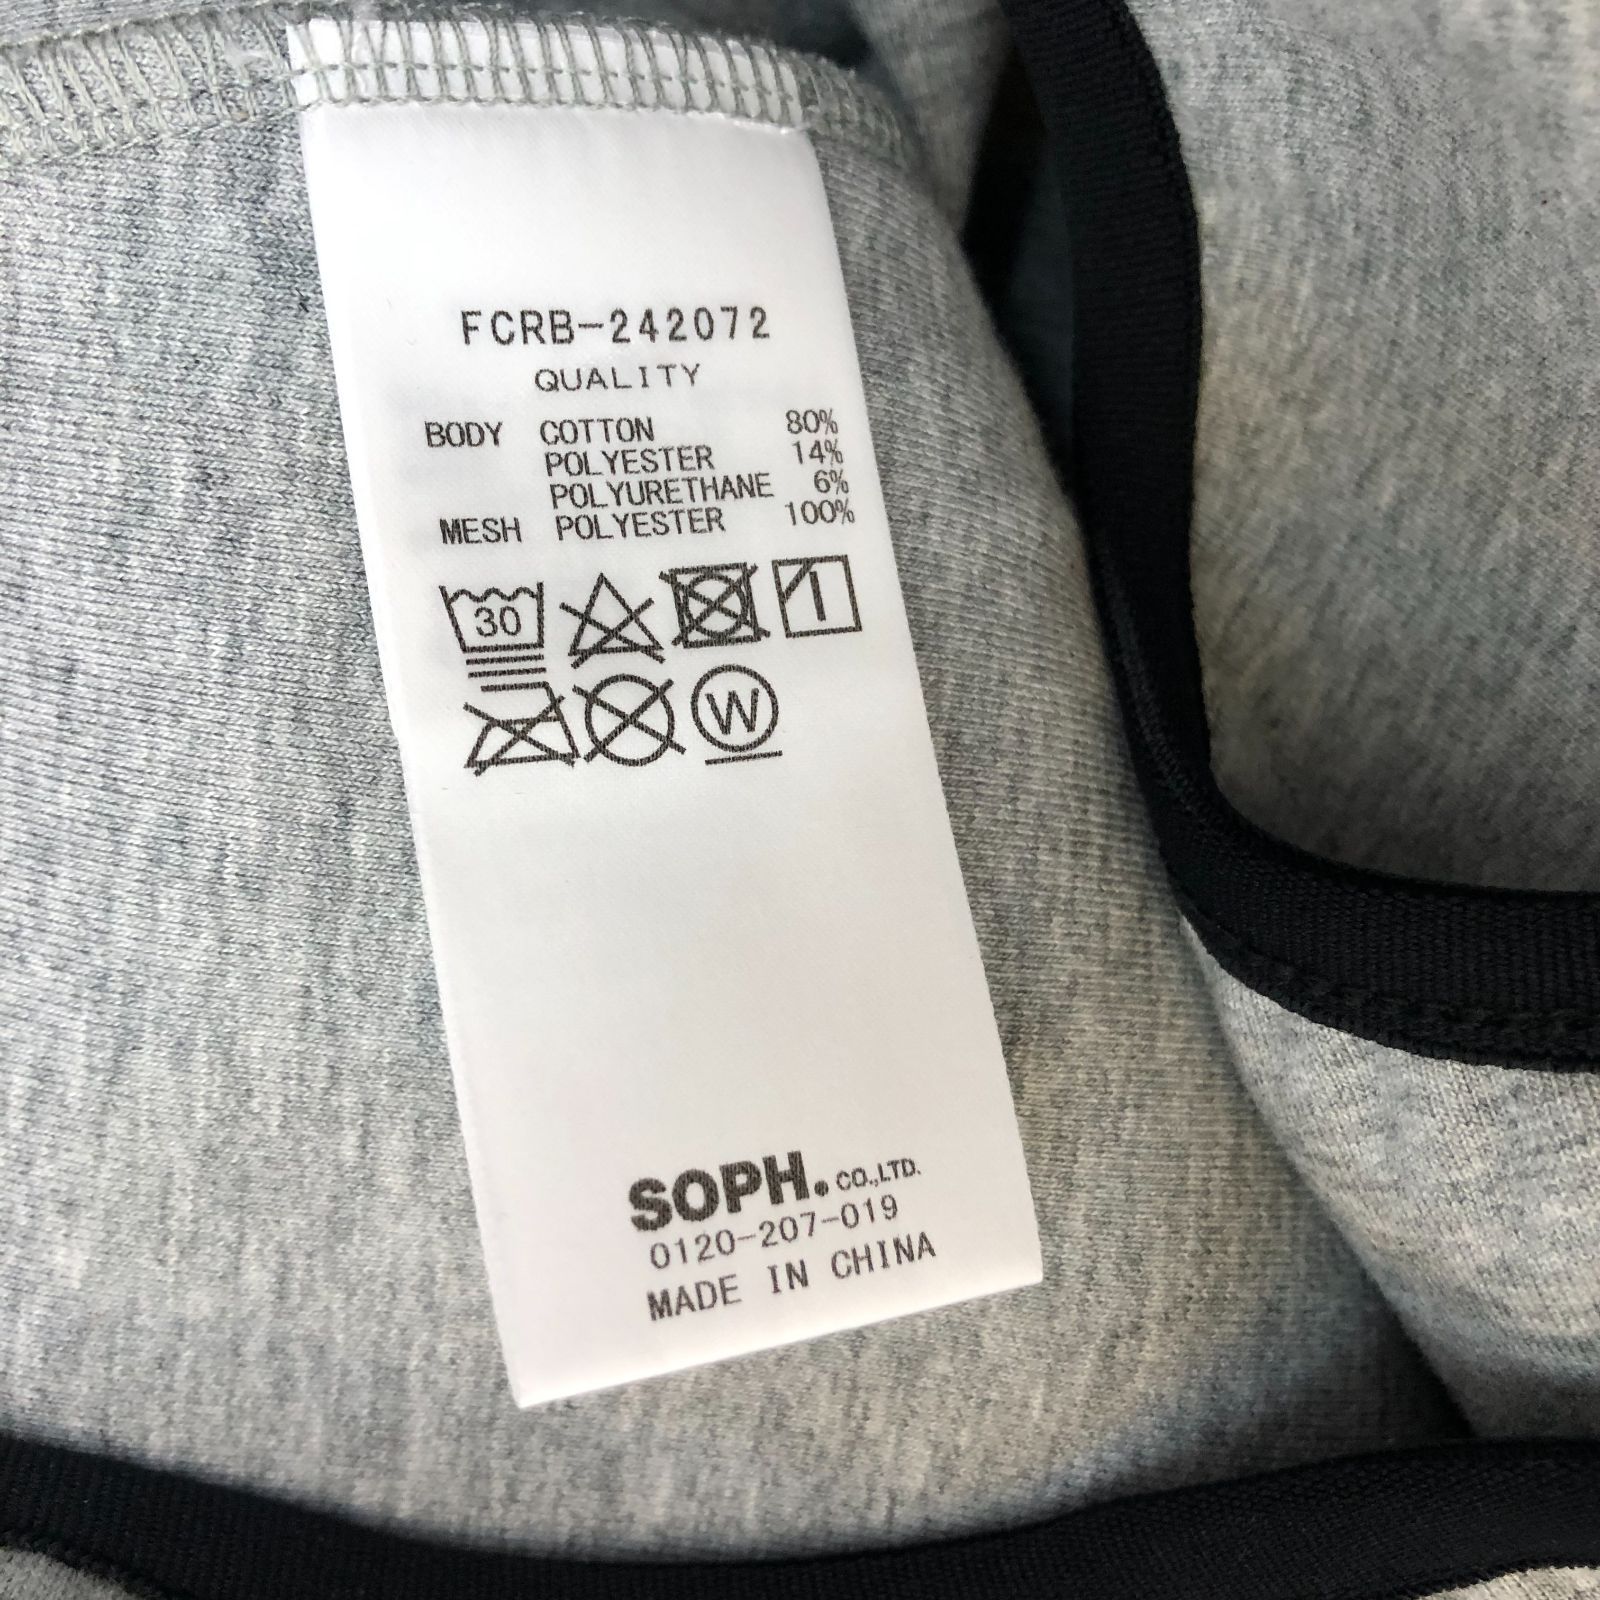 FCRB-242072
QUALITY
BODY COTTON 80%
POLYESTER 14%
POLYURETHANE 6%
MESH POLYESTER 100%
30
W
SOPH. CO.,LTD.
0120-207-019
MADE IN CHINA